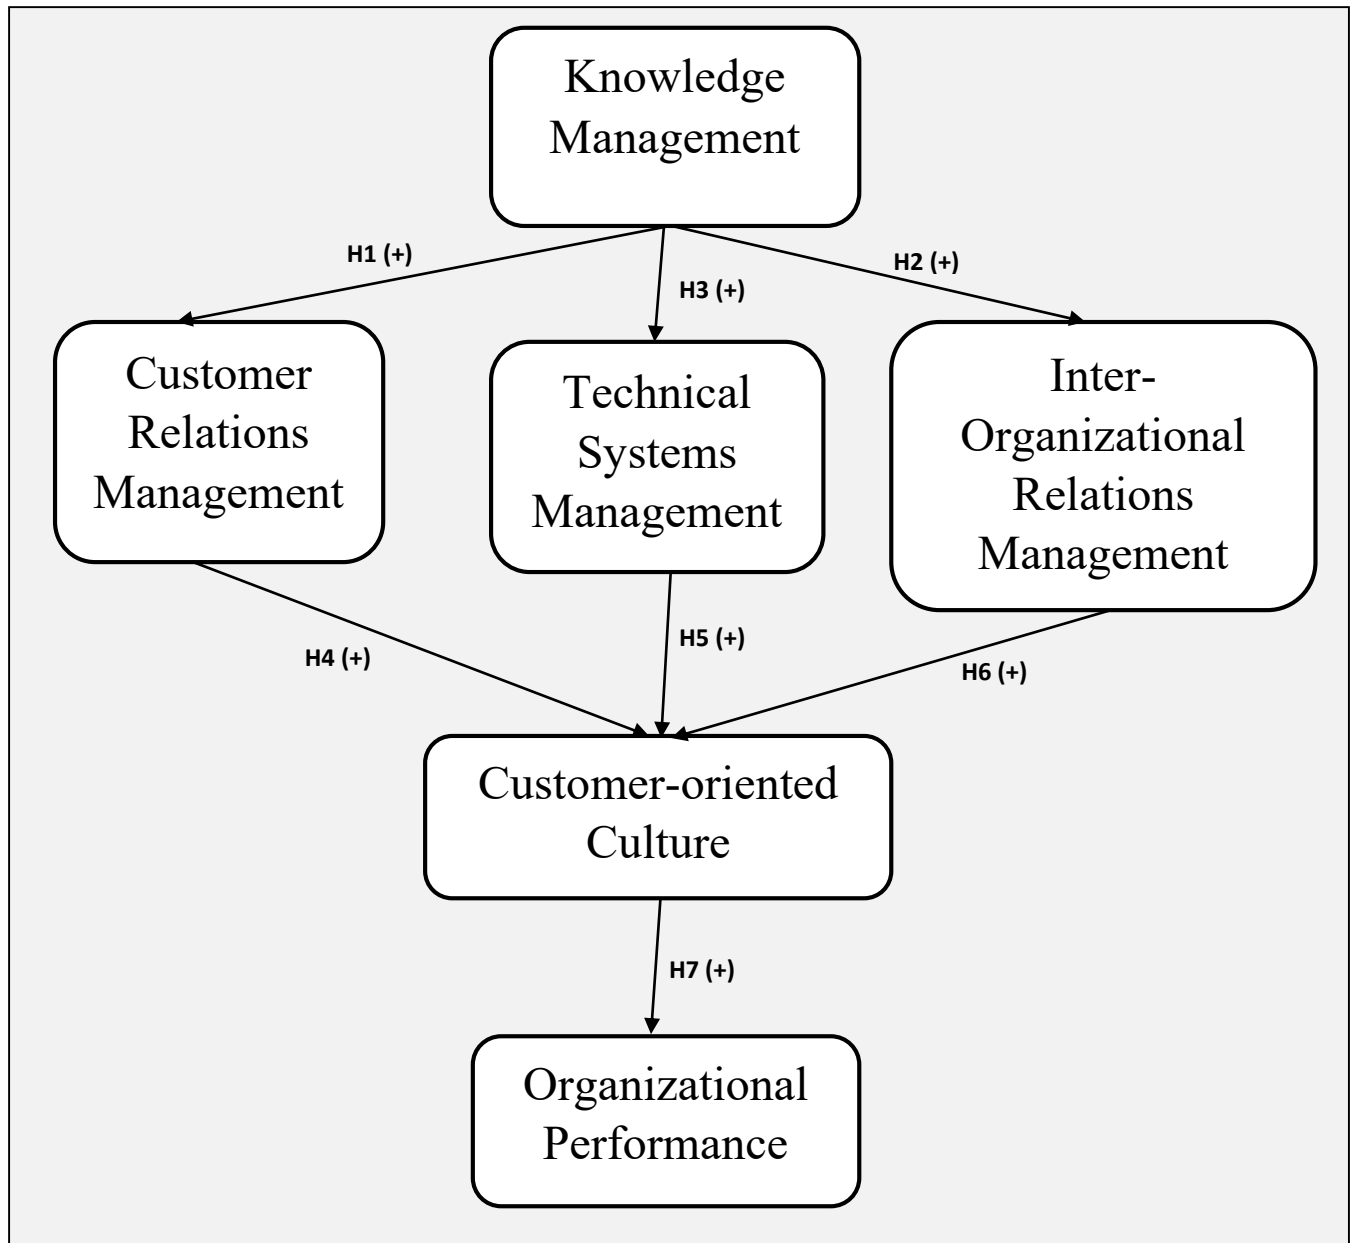 Knowledge
Management
H1 (+)
H2 (+)
H3 (+)
Customer
Relations
Management
Technical
Systems
Management
Inter-
Organizational
Relations
Management
H4 (+)
H5 (+)
H6 (+)
Customer-oriented
Culture
H7 (+)
Organizational
Performance